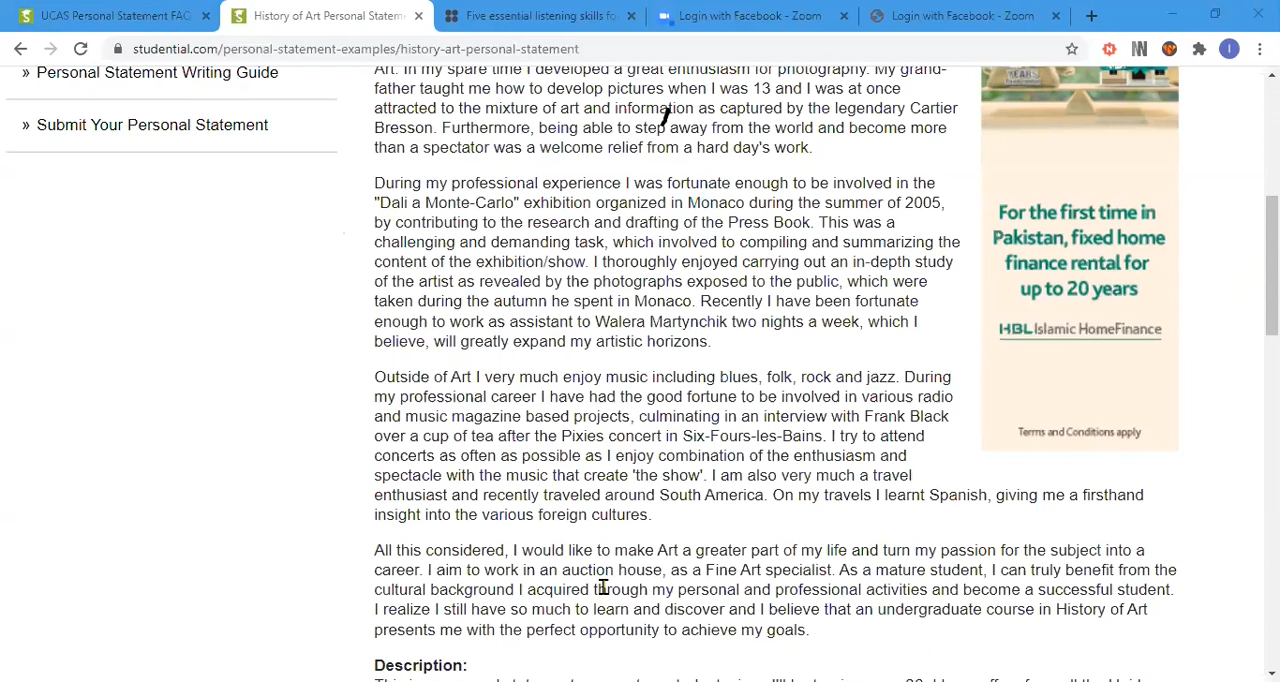 UCAS Personal Statement FAQ
History of Art Personal Statem
Five essential listening skills fo
Login with Facebook - Zoom
Login with Facebook - Zoom
studential.com/personal-statement-examples/history-art-personal-statement
» Personal Statement Writing Guide
» Submit Your Personal Statement
Art. In my spare time I developed a great enthusiasm for photography. My grand-
father taught me how to develop pictures when I was 13 and I was at once
attracted to the mixture of art and information as captured by the legendary Cartier
Bresson. Furthermore, being able to step away from the world and become more
than a spectator was a welcome relief from a hard day's work.
During my professional experience I was fortunate enough to be involved in the
"Dali a Monte-Carlo" exhibition organized in Monaco during the summer of 2005,
by contributing to the research and drafting of the Press Book. This was a
challenging and demanding task, which involved to compiling and summarizing the
content of the exhibition/show. I thoroughly enjoyed carrying out an in-depth study
of the artist as revealed by the photographs exposed to the public, which were
taken during the autumn he spent in Monaco. Recently I have been fortunate
enough to work as assistant to Walera Martynchik two nights a week, which I
believe, will greatly expand my artistic horizons.
Outside of Art I very much enjoy music including blues, folk, rock and jazz. During
my professional career I have had the good fortune to be involved in various radio
and music magazine based projects, culminating in an interview with Frank Black
over a cup of tea after the Pixies concert in Six-Fours-les-Bains. I try to attend
concerts as often as possible as I enjoy combination of the enthusiasm and
spectacle with the music that create 'the show'. I am also very much a travel
enthusiast and recently traveled around South America. On my travels I learnt Spanish, giving me a firsthand
insight into the various foreign cultures.
All this considered, I would like to make Art a greater part of my life and turn my passion for the subject into a
career. I aim to work in an auction house, as a Fine Art specialist. As a mature student, I can truly benefit from the
cultural background I acquired through my personal and professional activities and become a successful student.
I realize I still have so much to learn and discover and I believe that an undergraduate course in History of Art
presents me with the perfect opportunity to achieve my goals.
Description:
YEARS
For the first time in
Pakistan, fixed home
finance rental for
up to 20 years
HBL Islamic HomeFinance
Terms and Conditions apply